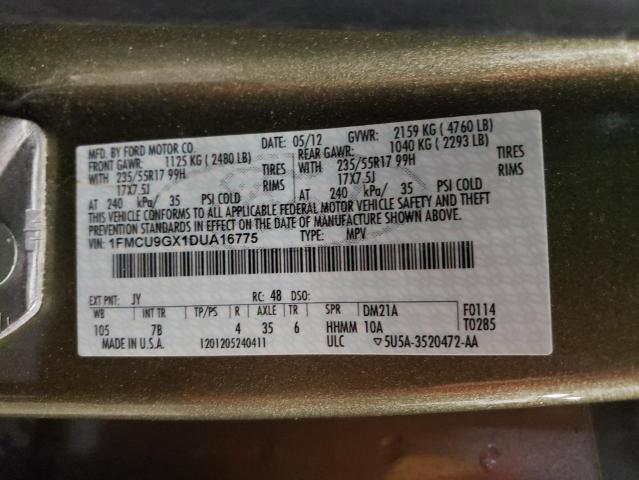 MFD. BY FORD MOTOR CO. DATE: 05/12 GVWR: 2159 KG ( 4760 LB)
FRONT GAWR: 1125 KG ( 2480 LB) REAR GAWR: 1040 KG ( 2293 LB)
WITH 235/55R17 99H TIRES WITH 235/55R17 99H TIRES
17X7.5J RIMS 17X7.5J RIMS
AT 240 kPa/ 35 PSI COLD AT 240 kPa/ 35 PSI COLD
THIS VEHICLE CONFORMS TO ALL APPLICABLE FEDERAL MOTOR VEHICLE SAFETY AND THEFT
PREVENTION STANDARDS IN EFFECT ON THE DATE OF MANUFACTURE SHOWN ABOVE.
VIN: 1FMCU9GX1DUA16775 TYPE: MPV
EXT PNT: JY RC: 48 DSO:
WB INT TR TP/PS R AXLE TR SPR DM21A F0114
105 7B 4 35 6 HHMM 10A T0285
MADE IN U.S.A. 1201205240411 ULC ▽5U5A-3520472-AA